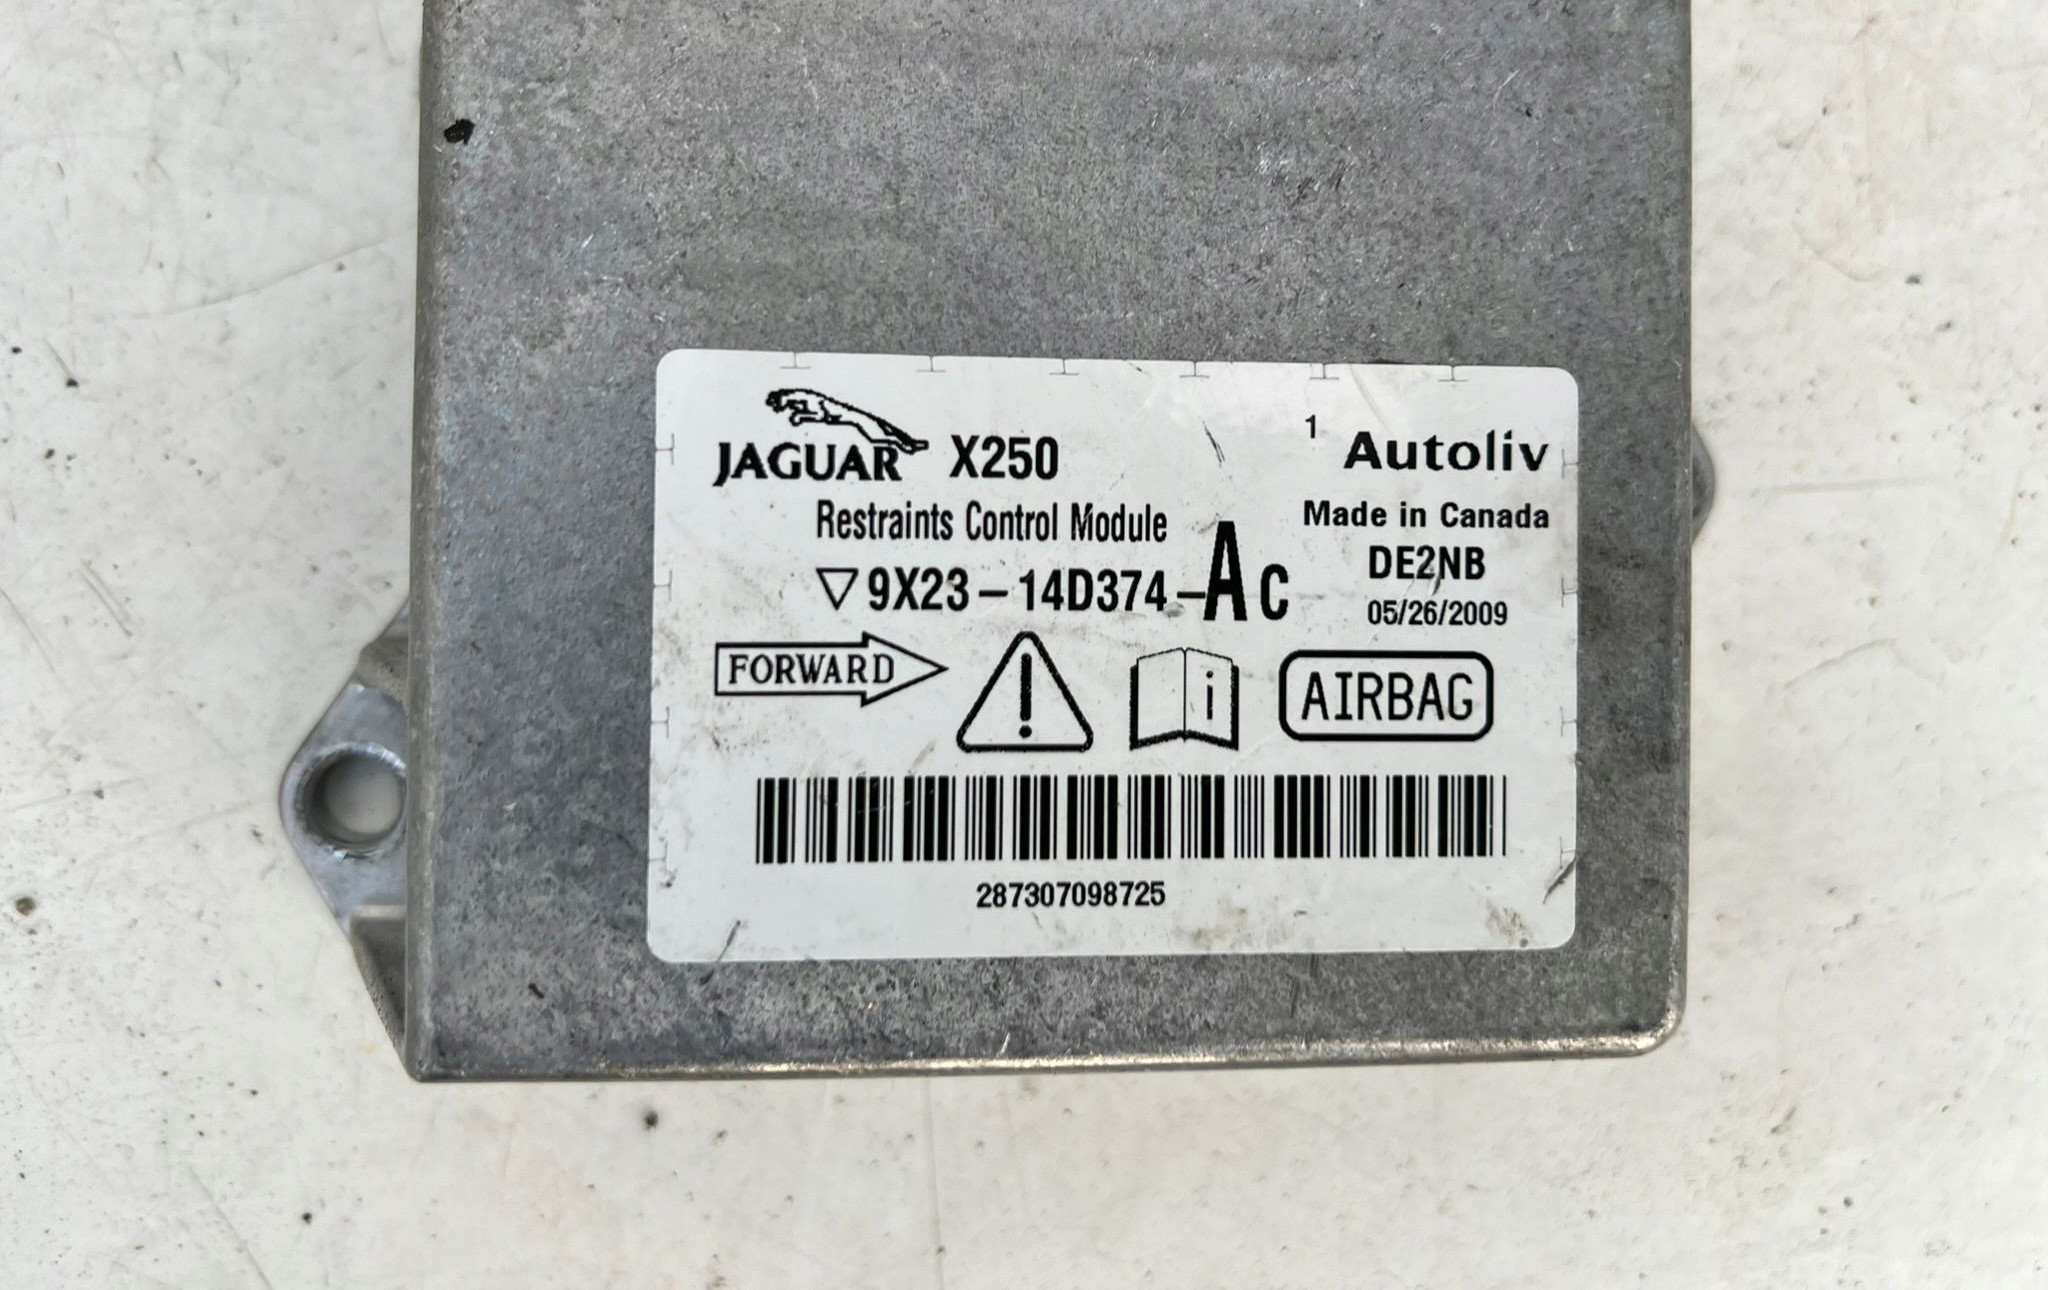 JAGUAR X250
1 Autoliv
Restraints Control Module
Made in Canada
▽9X23-14D374-Ac
DE2NB
05/26/2009
FORWARD
!
i
AIRBAG
287307098725